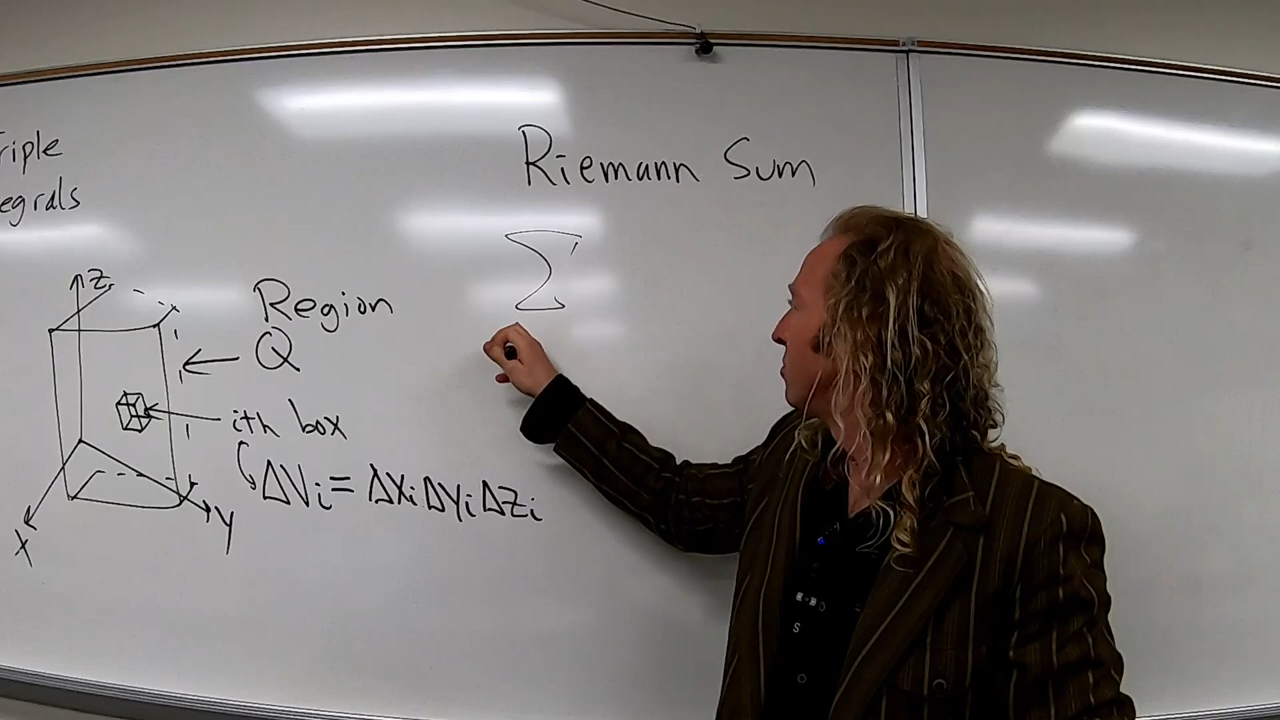 riple
egrals
Riemann Sum
Σ
z
Region
Q
ith box
ΔVi = ΔxiΔyiΔzi
x
y